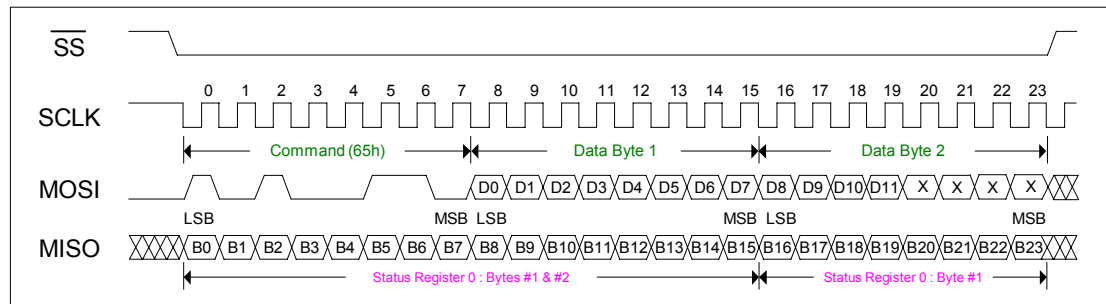 SS
0 1 2 3 4 5 6 7 8 9 10 11 12 13 14 15 16 17 18 19 20 21 22 23
SCLK
Command (65h) Data Byte 1 Data Byte 2
MOSI D0 D1 D2 D3 D4 D5 D6 D7 D8 D9 D10 D11 X X X X
LSB MSB LSB MSB LSB MSB
MISO B0 B1 B2 B3 B4 B5 B6 B7 B8 B9 B10 B11 B12 B13 B14 B15 B16 B17 B18 B19 B20 B21 B22 B23
Status Register 0 : Bytes #1 & #2 Status Register 0 : Byte #1